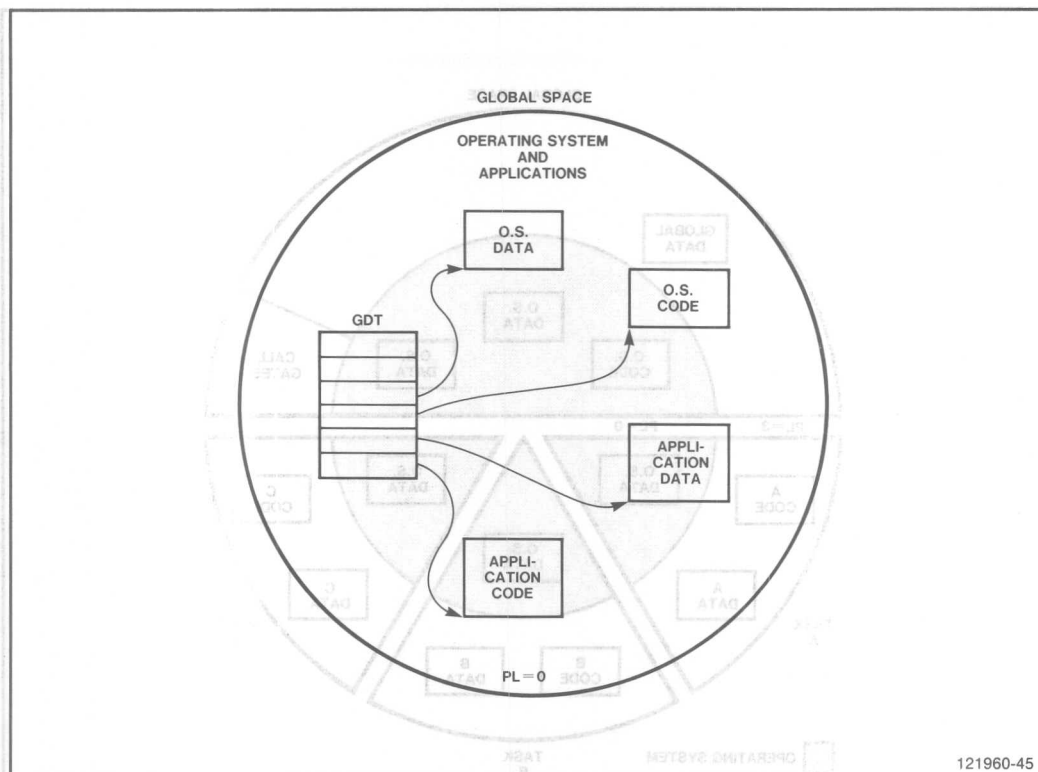 GLOBAL SPACE
OPERATING SYSTEM
AND
APPLICATIONS
O.S.
DATA
O.S.
CODE
GDT
APPLI-
CATION
DATA
APPLI-
CATION
CODE
PL=0
121960-45